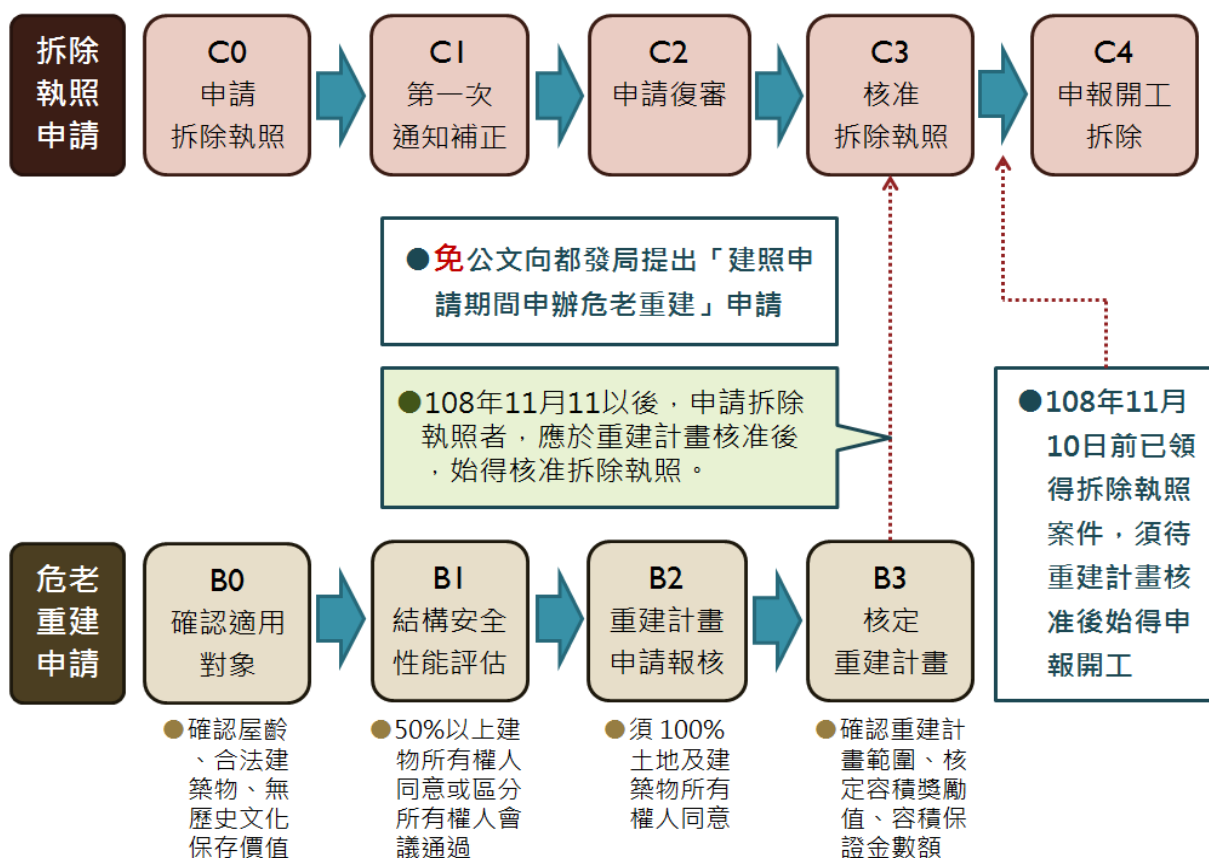 拆除
執照
申請
C0
申請
拆除執照
C1
第一次
通知補正
C2
申請復審
C3
核准
拆除執照
C4
申報開工
拆除
●免公文向都發局提出「建照申
請期間申辦危老重建」申請
●108年11月11以後，申請拆除
執照者，應於重建計畫核准後
，始得核准拆除執照。
●108年11月
10日前已領
得拆除執照
案件，須待
重建計畫核
准後始得申
報開工
危老
重建
申請
B0
確認適用
對象
B1
結構安全
性能評估
B2
重建計畫
申請報核
B3
核定
重建計畫
●確認屋齡
、合法建
築物、無
歷史文化
保存價值
●50%以上建
物所有權人
同意或區分
所有權人會
議通過
●須 100%
土地及建
築物所有
權人同意
●確認重建計
畫範圍、核
定容積獎勵
值、容積保
證金數額